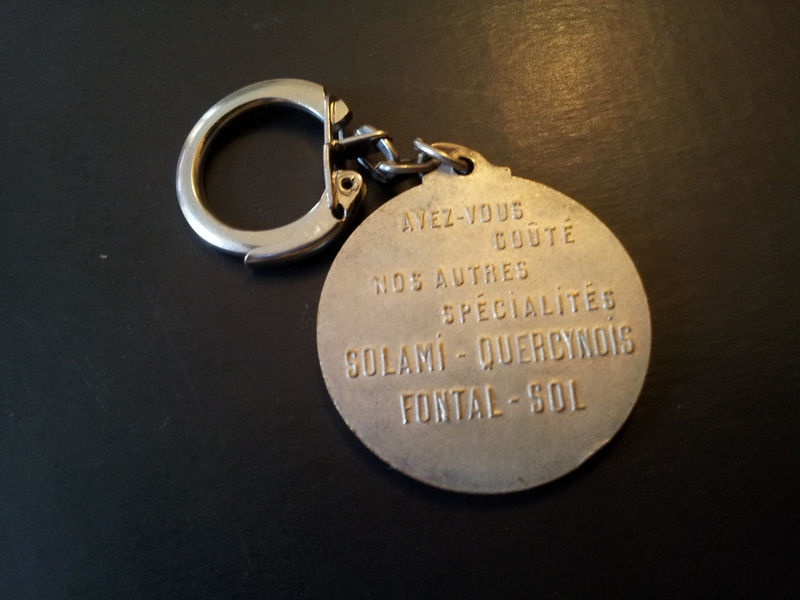 AVEZ-VOUS
GOÛTÉ
NOS AUTRES
SPÉCIALITÉS
SOLAMI - QUERCYNOIS
FONTAL - SOL